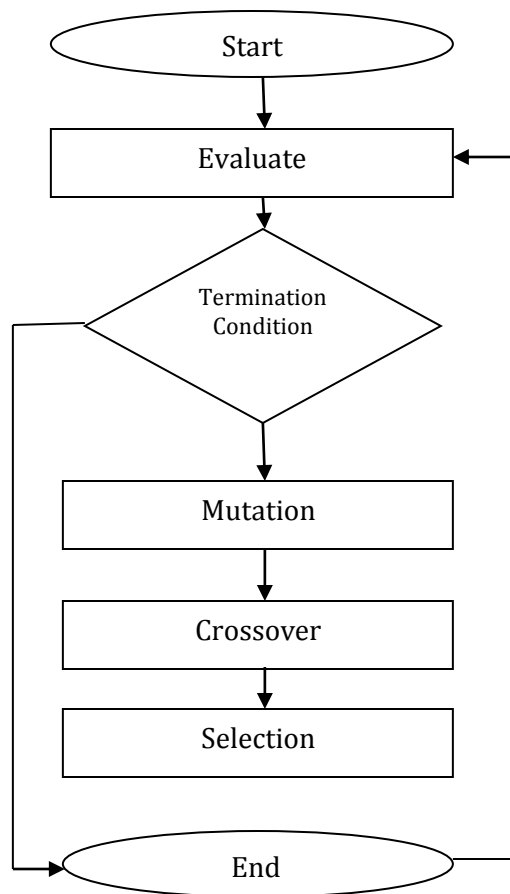 Start
Evaluate
Termination
Condition
Mutation
Crossover
Selection
End